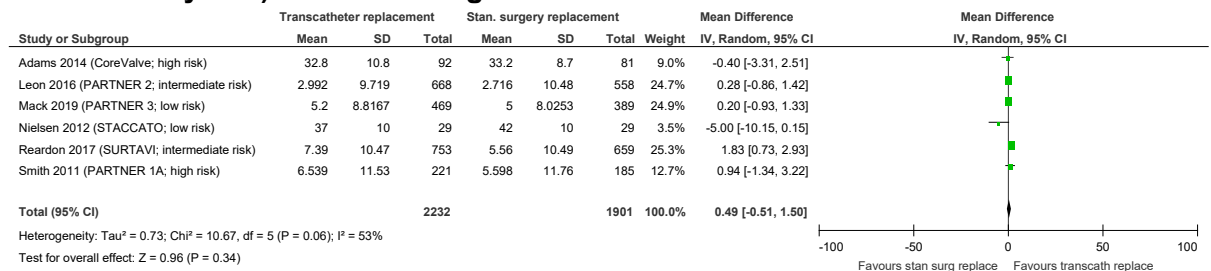 Transcatheter replacement Stan. surgery replacement Mean Difference Mean Difference
Study or Subgroup Mean SD Total Mean SD Total Weight IV, Random, 95% CI IV, Random, 95% CI
Adams 2014 (CoreValve; high risk) 32.8 10.8 92 33.2 8.7 81 9.0% -0.40 [-3.31, 2.51]
Leon 2016 (PARTNER 2; intermediate risk) 2.992 9.719 668 2.716 10.48 558 24.7% 0.28 [-0.86, 1.42]
Mack 2019 (PARTNER 3; low risk) 5.2 8.8167 469 5 8.0253 389 24.9% 0.20 [-0.93, 1.33]
Nielsen 2012 (STACCATO; low risk) 37 10 29 42 10 29 3.5% -5.00 [-10.15, 0.15]
Reardon 2017 (SURTAVI; intermediate risk) 7.39 10.47 753 5.56 10.49 659 25.3% 1.83 [0.73, 2.93]
Smith 2011 (PARTNER 1A; high risk) 6.539 11.53 221 5.598 11.76 185 12.7% 0.94 [-1.34, 3.22]
Total (95% CI) 2232 1901 100.0% 0.49 [-0.51, 1.50]
Heterogeneity: Tau² = 0.73; Chi² = 10.67, df = 5 (P = 0.06); I² = 53%
Test for overall effect: Z = 0.96 (P = 0.34)
-100 -50 0 50 100
Favours stan surg replace Favours transcath replace